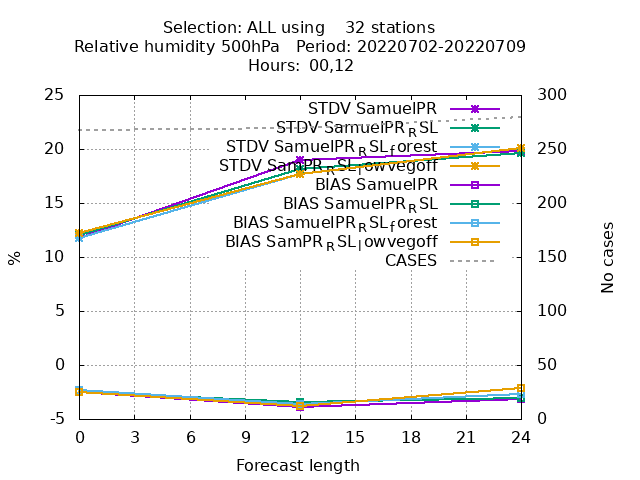 Selection: ALL using    32 stations
Relative humidity 500hPa   Period: 20220702-20220709
Hours: 00,12
25
20
15
10
5
0
-5
%
300
250
200
150
100
50
0
No cases
STDV SamuelPR
STDV SamuelPR_RSL
STDV SamuelPR_RSL_forest
STDV SamPR_RSL_lowvegoff
BIAS SamuelPR
BIAS SamuelPR_RSL
BIAS SamuelPR_RSL_forest
BIAS SamPR_RSL_lowvegoff
CASES
0 3 6 9 12 15 18 21 24
Forecast length